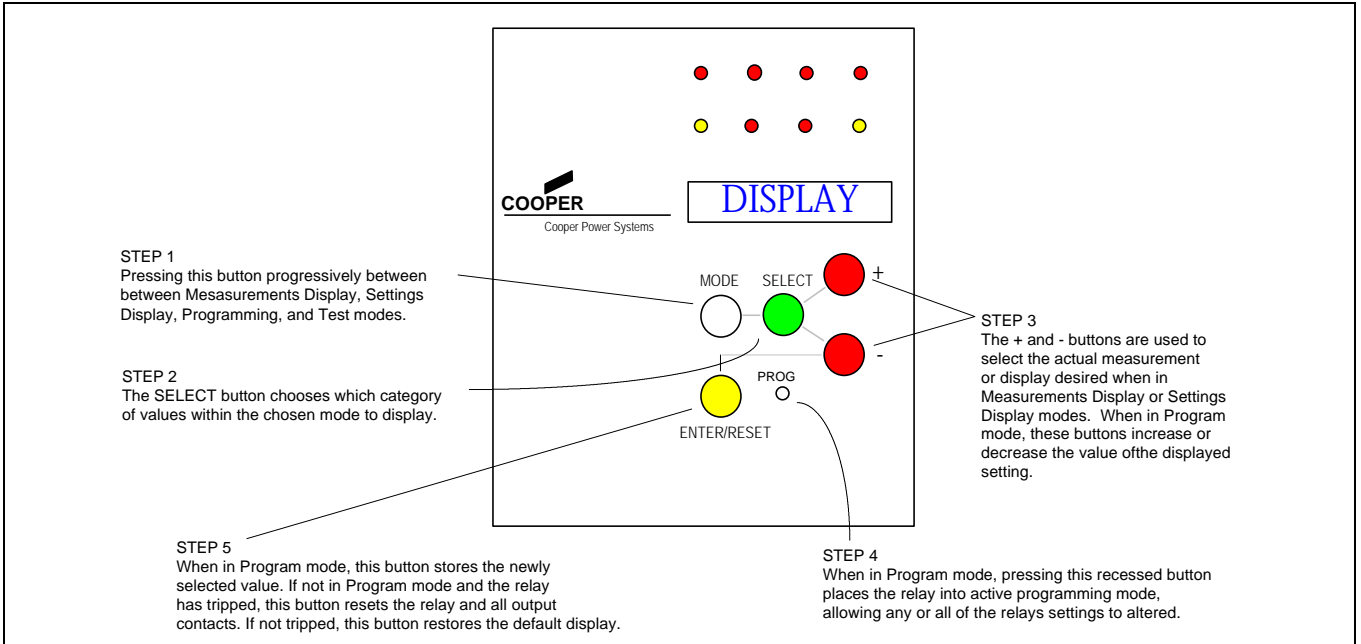 COOPER
Cooper Power Systems
DISPLAY
MODE
SELECT
+
-
PROG
ENTER/RESET
STEP 1
Pressing this button progressively between
between Mesasurements Display, Settings
Display, Programming, and Test modes.
STEP 2
The SELECT button chooses which category
of values within the chosen mode to display.
STEP 3
The + and - buttons are used to
select the actual measurement
or display desired when in
Measurements Display or Settings
Display modes. When in Program
mode, these buttons increase or
decrease the value ofthe displayed
setting.
STEP 5
When in Program mode, this button stores the newly
selected value. If not in Program mode and the relay
has tripped, this button resets the relay and all output
contacts. If not tripped, this button restores the default display.
STEP 4
When in Program mode, pressing this recessed button
places the relay into active programming mode,
allowing any or all of the relays settings to altered.